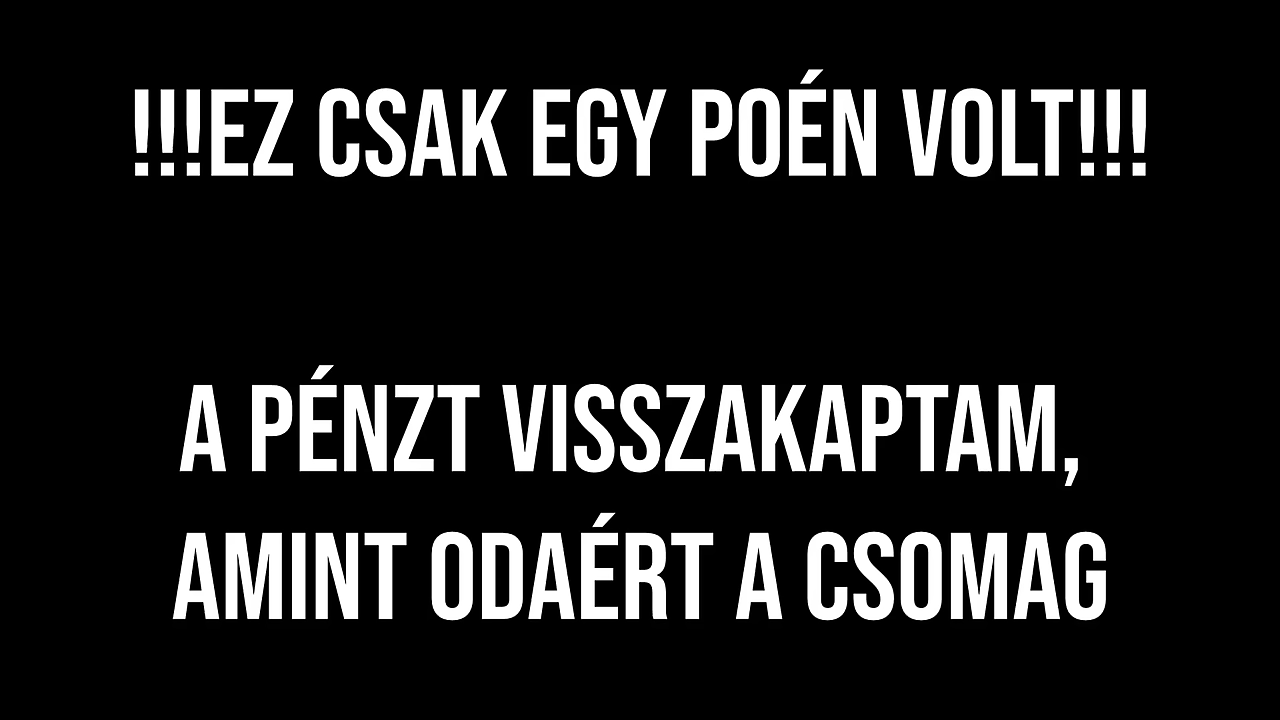 !!!EZ CSAK EGY POÉN VOLT!!!
A PÉNZT VISSZAKAPTAM,
AMINT ODAÉRT A CSOMAG